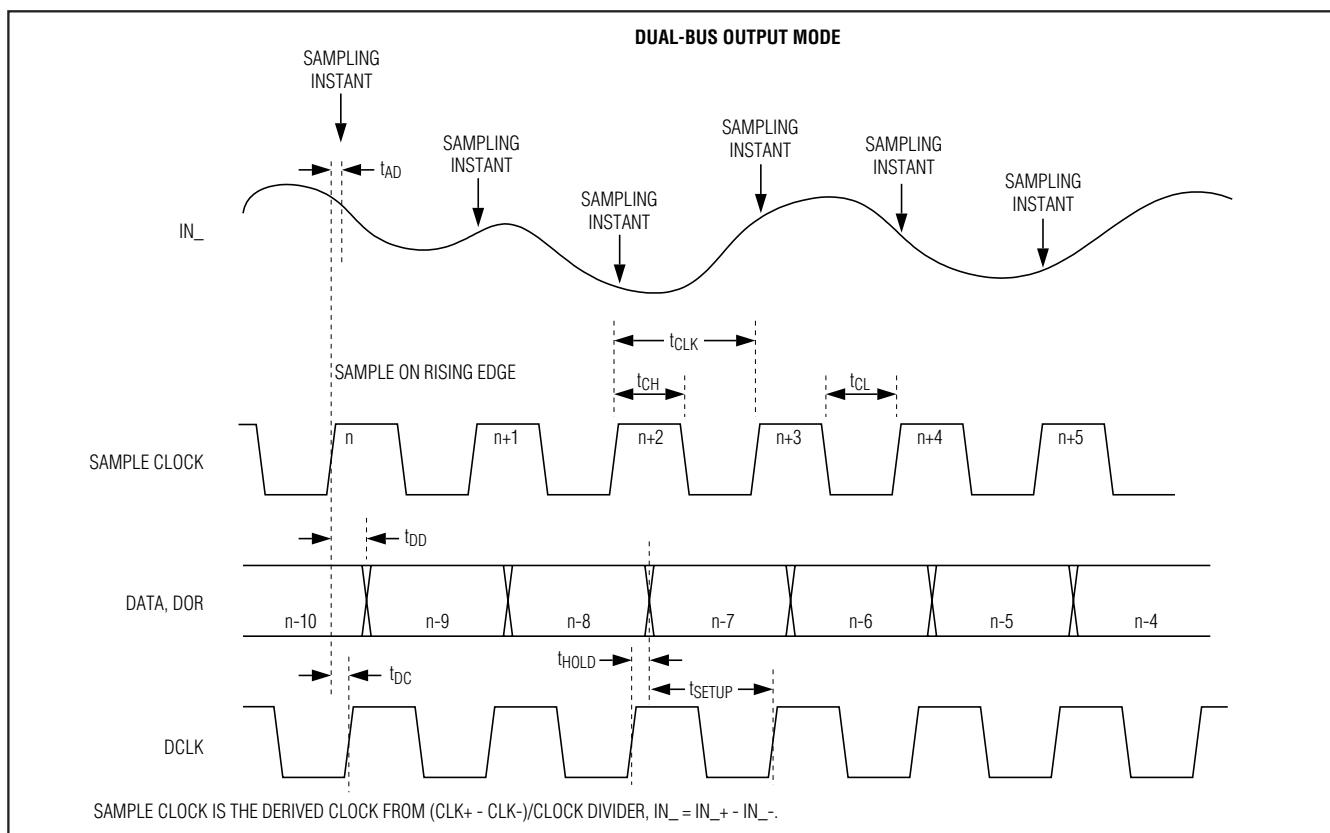 DUAL-BUS OUTPUT MODE
SAMPLING
INSTANT
SAMPLING
INSTANT
SAMPLING
INSTANT
SAMPLING
INSTANT
SAMPLING
INSTANT
SAMPLING
INSTANT
tAD
IN_
tCLK
SAMPLE ON RISING EDGE
tCH
tCL
SAMPLE CLOCK
n
n+1
n+2
n+3
n+4
n+5
tDD
DATA, DOR
n-10
n-9
n-8
n-7
n-6
n-5
n-4
tHOLD
tDC
tSETUP
DCLK
SAMPLE CLOCK IS THE DERIVED CLOCK FROM (CLK+ - CLK-)/CLOCK DIVIDER, IN_ = IN_+ - IN_-.